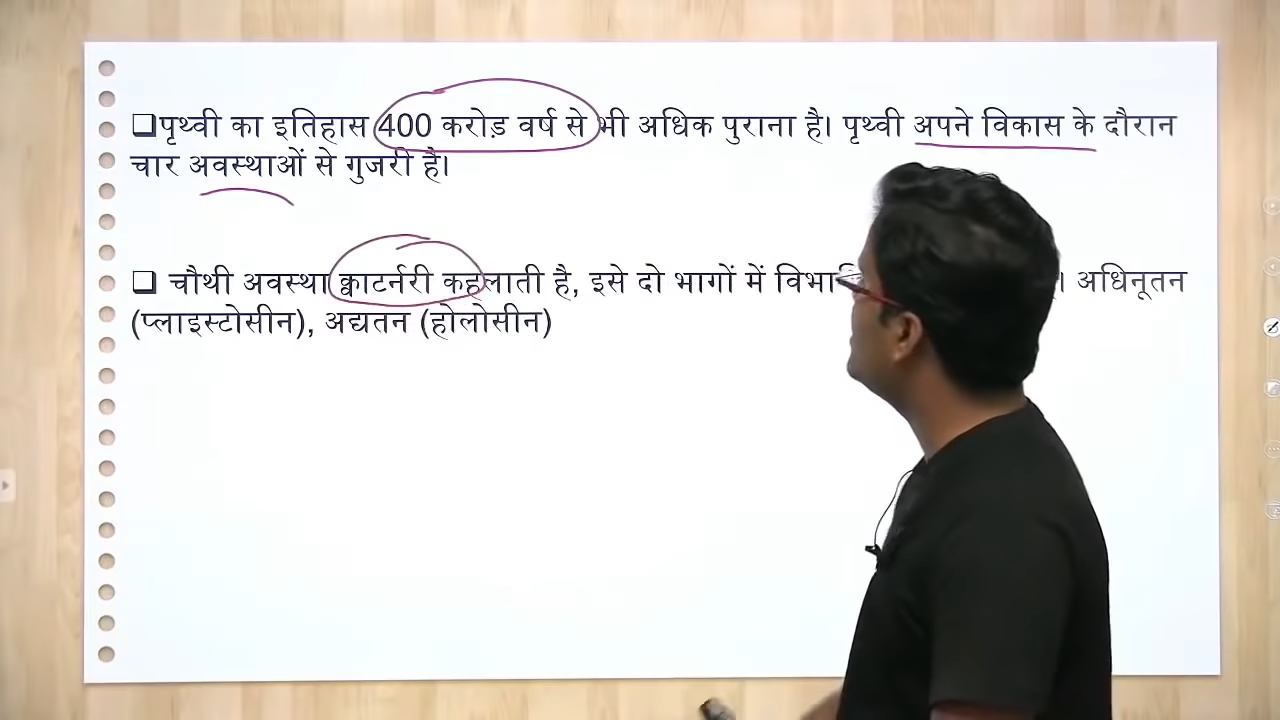 ❑पृथ्वी का इतिहास 400 करोड़ वर्ष से भी अधिक पुराना है। पृथ्वी अपने विकास के दौरान
चार अवस्थाओं से गुजरी है।
❑ चौथी अवस्था क्वाटर्नरी कहलाती है, इसे दो भागों में । अधिनूतन
(प्लाइस्टोसीन), अद्यतन (होलोसीन)